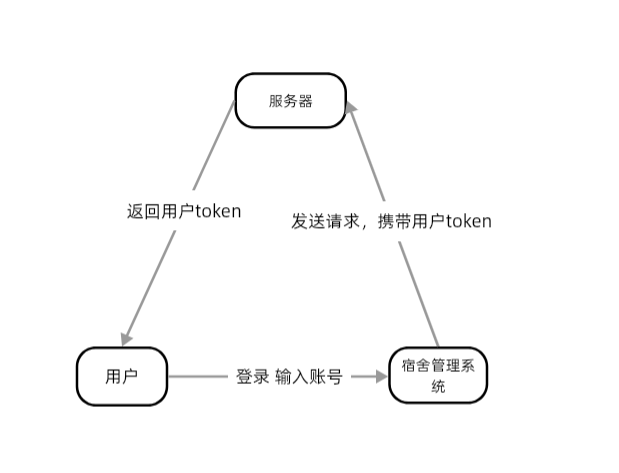 服务器
返回用户token
发送请求，携带用户token
用户
登录 输入账号
宿舍管理系
统